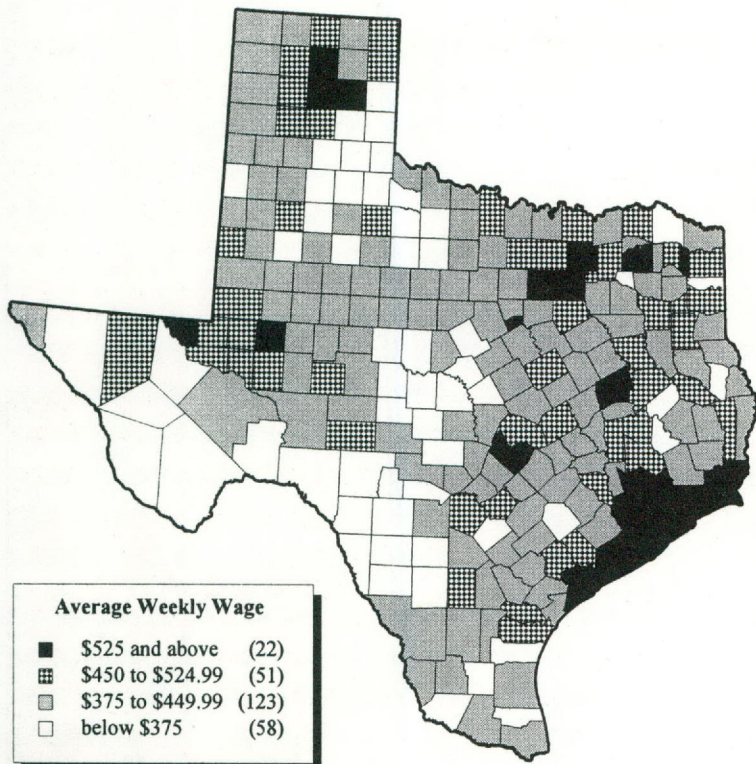 Average Weekly Wage
$525 and above (22)
$450 to $524.99 (51)
$375 to $449.99 (123)
below $375 (58)